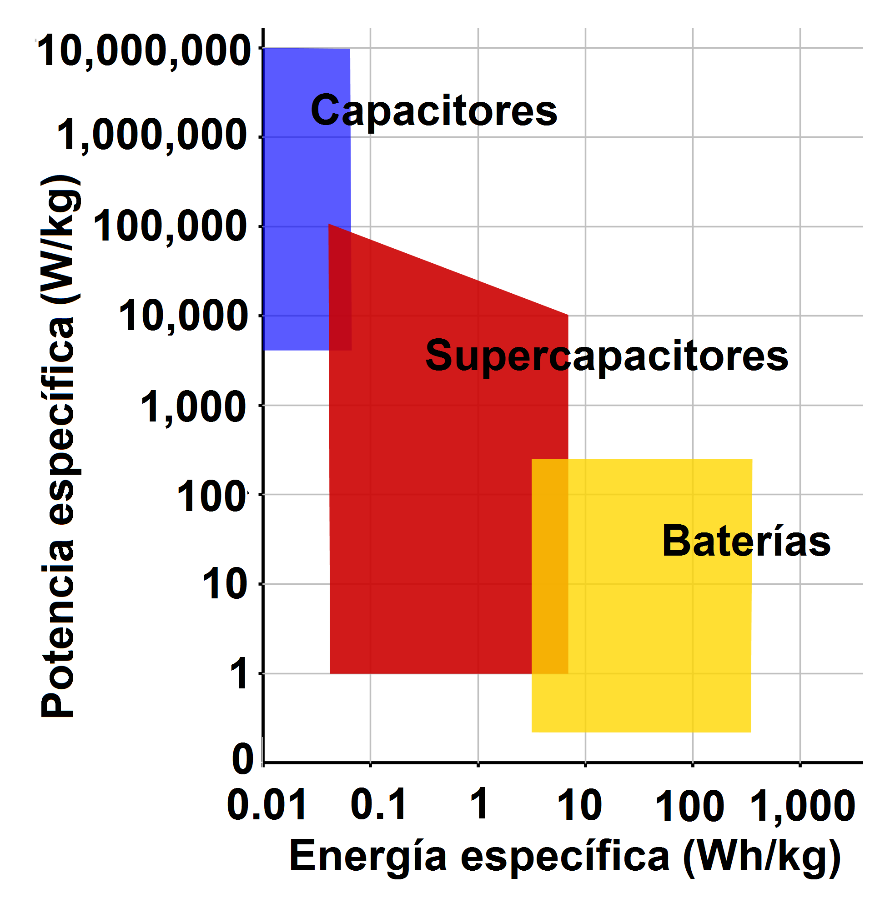 10,000,000
Capacitores
1,000,000
100,000
10,000
Supercapacitores
1,000
100
Baterías
10
1
0
Potencia específica (W/kg)
0.01 0.1 1 10 100 1,000
Energía específica (Wh/kg)